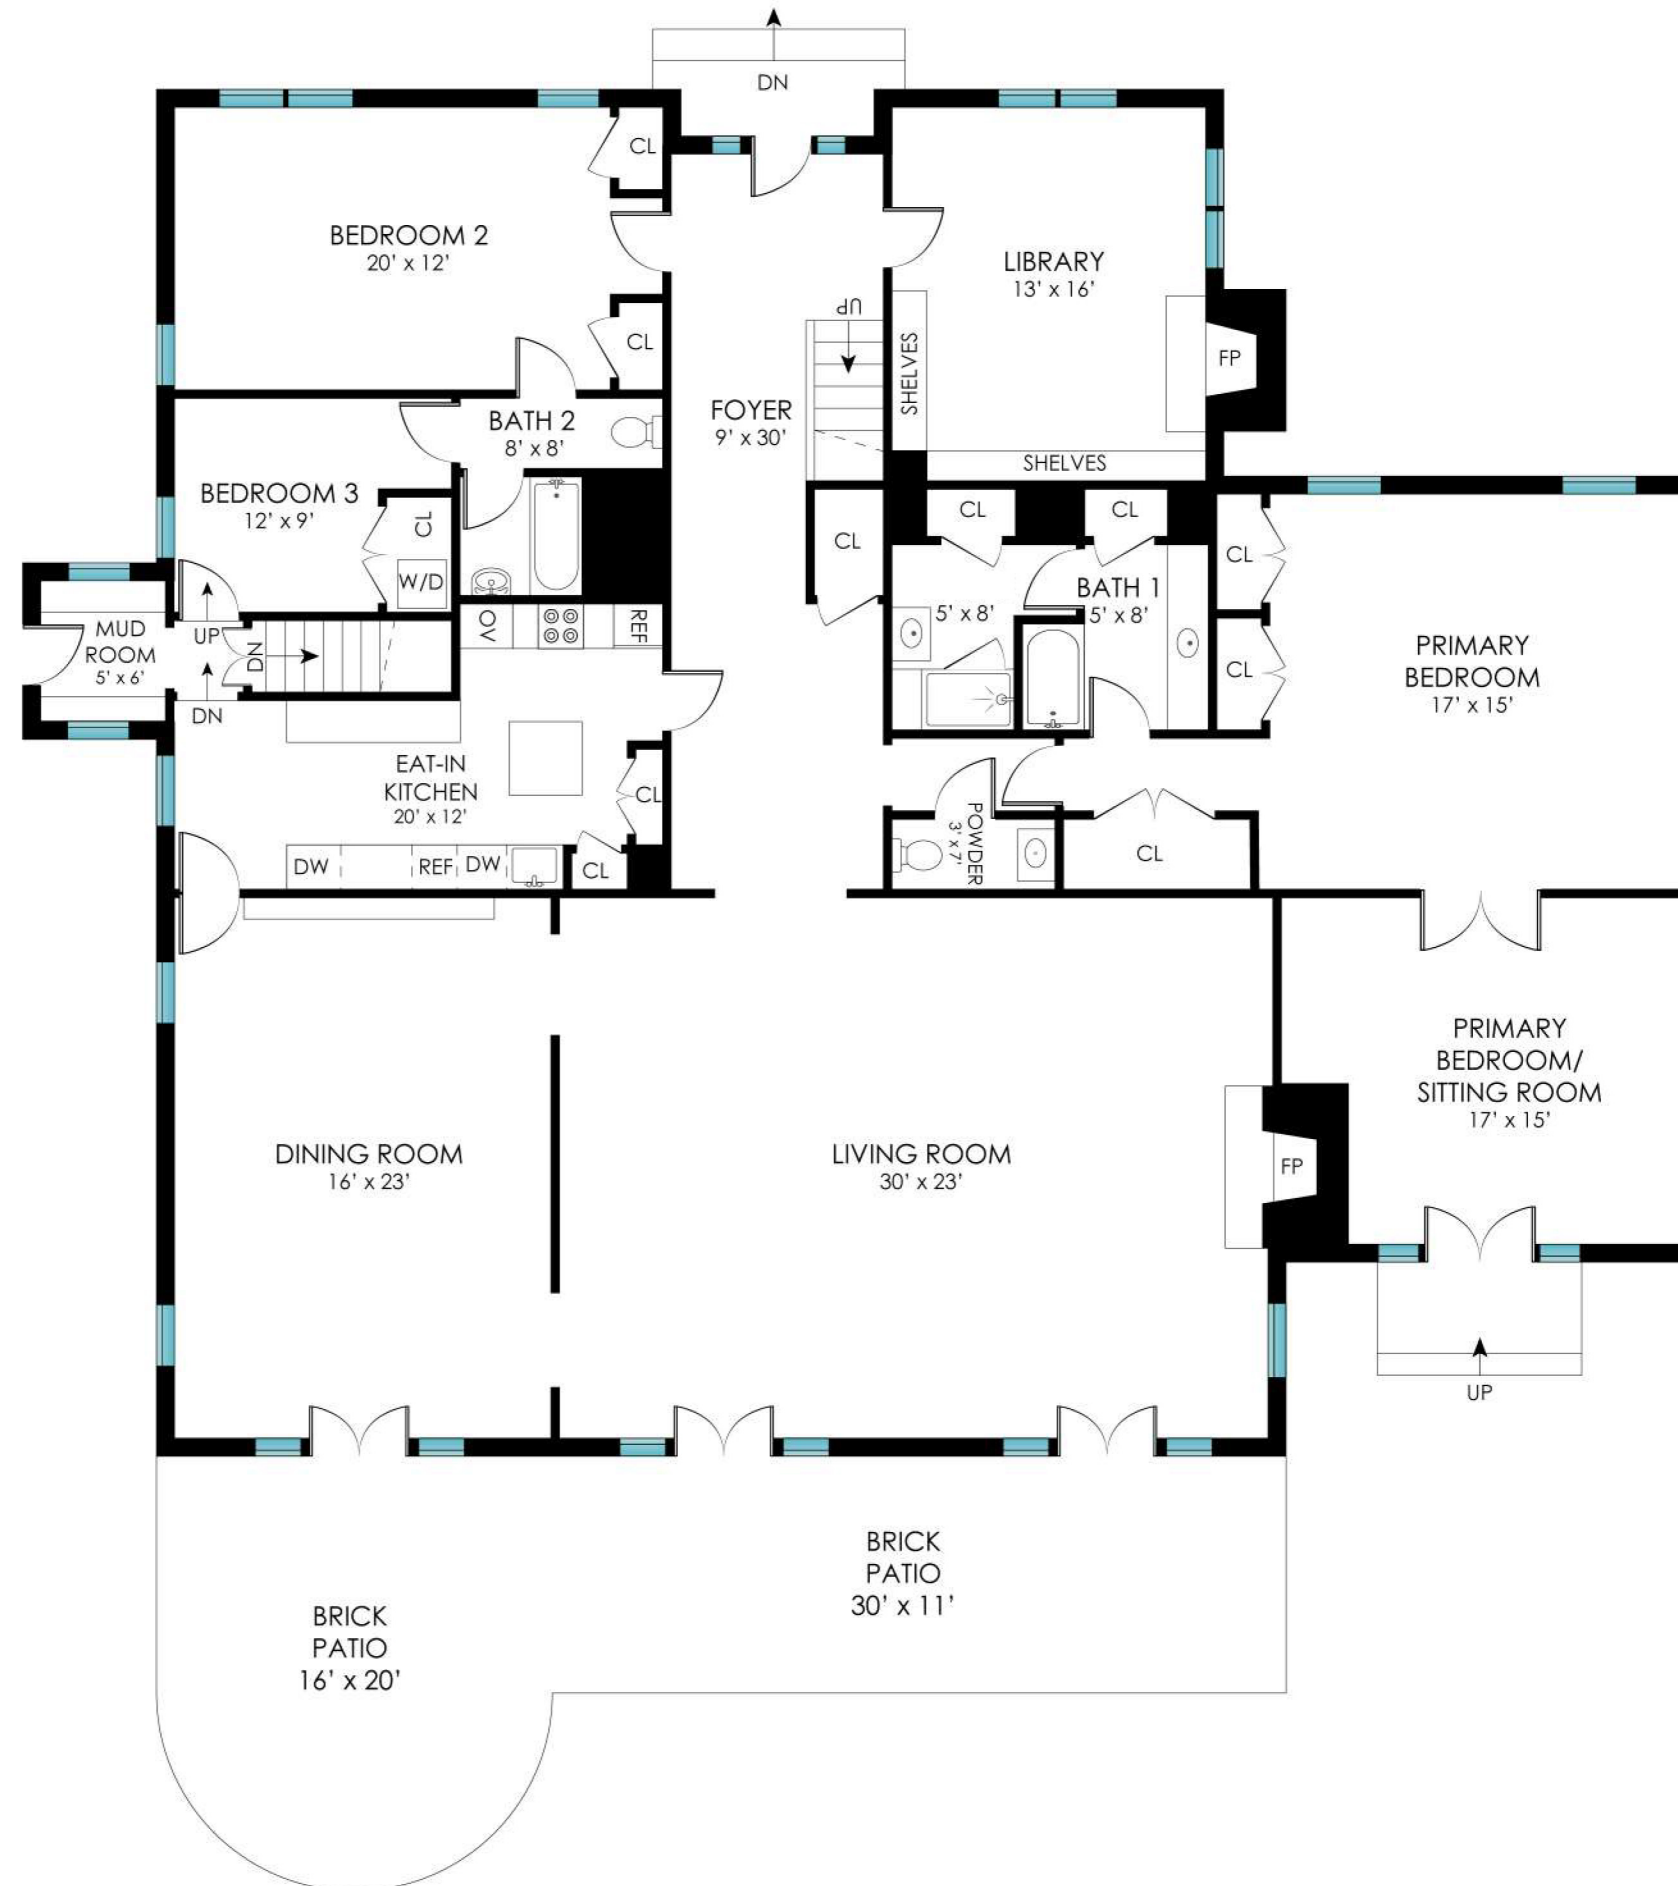 DN
CL
BEDROOM 2
20' x 12'
LIBRARY
13' x 16'
UP
CL
SHELVES
FP
FOYER
9' x 30'
BATH 2
8' x 8'
SHELVES
BEDROOM 3
12' x 9'
CL
W/D
CL
CL
CL
CL
BATH 1
5' x 8'
5' x 8'
MUD
ROOM
5' x 6'
UP
DN
DN
OV
REF
CL
PRIMARY
BEDROOM
17' x 15'
EAT-IN
KITCHEN
20' x 12'
CL
POWDER
3' x 7'
CL
DW
REF
DW
CL
PRIMARY
BEDROOM/
SITTING ROOM
17' x 15'
DINING ROOM
16' x 23'
LIVING ROOM
30' x 23'
FP
UP
BRICK
PATIO
30' x 11'
BRICK
PATIO
16' x 20'